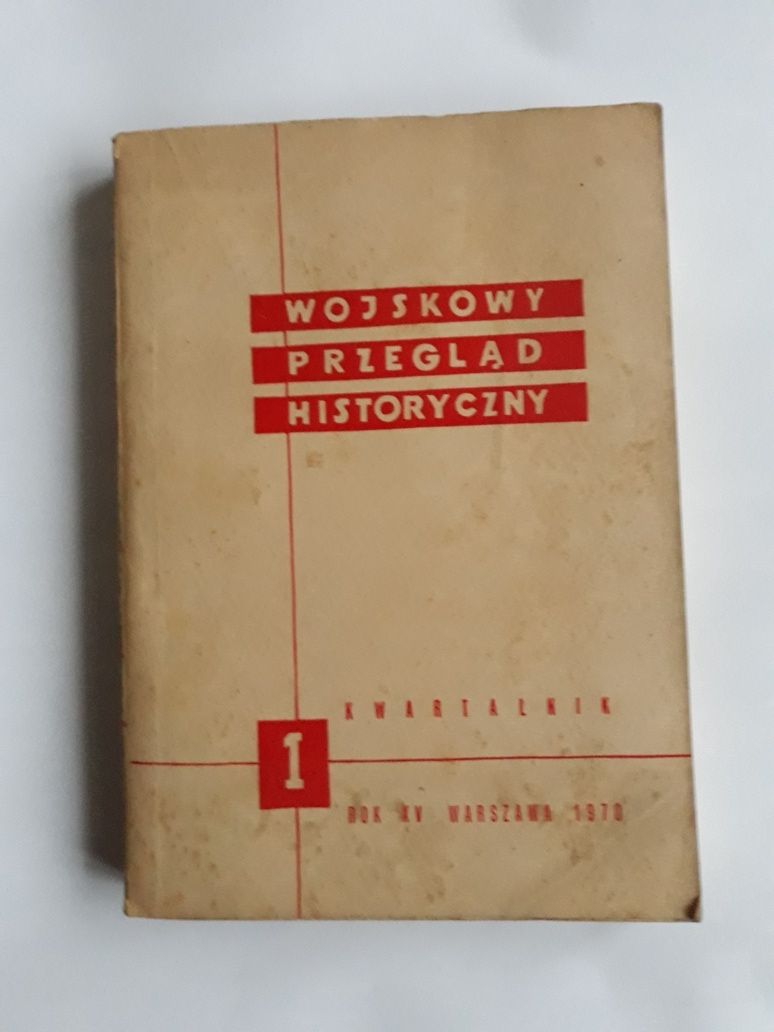 WOJSKOWY
PRZEGLĄD
HISTORYCZNY
KWARTALNIK
1
ROK XV WARSZAWA 1970